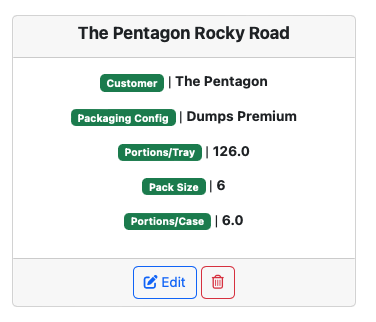 The Pentagon Rocky Road
Customer | The Pentagon
Packaging Config | Dumps Premium
Portions/Tray | 126.0
Pack Size | 6
Portions/Case | 6.0
Edit